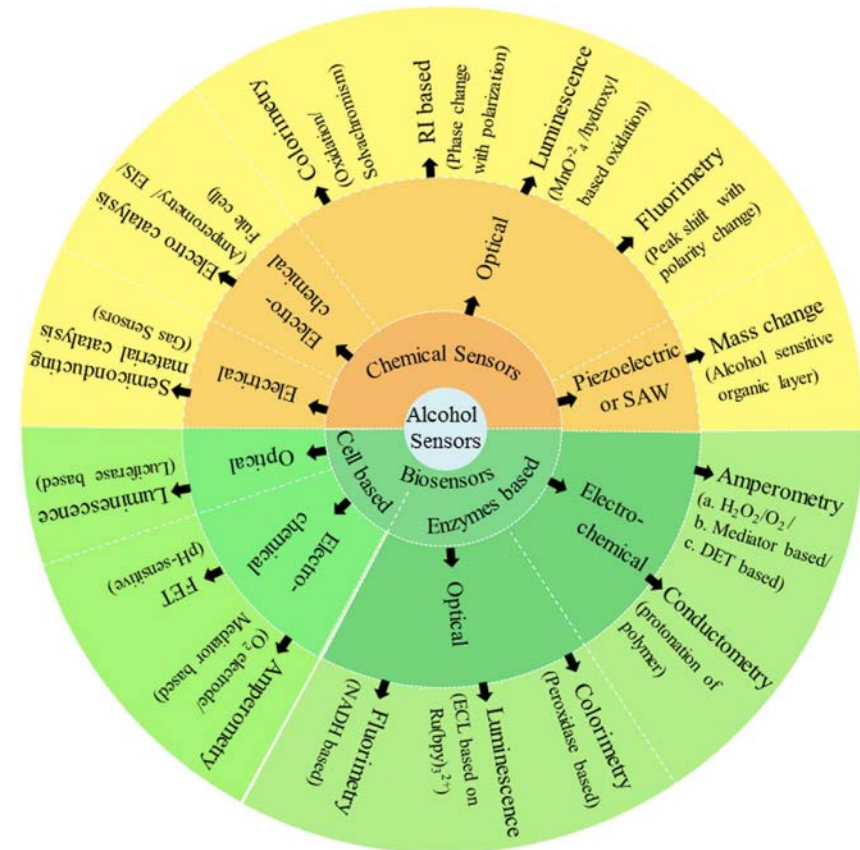 Alcohol
Sensors
Chemical Sensors
Electrical
Semiconducting
material catalysis
(Gas Sensors)
Electro-
chemical
Electro catalysis
(Amperometry/ EIS/
Fule cell)
Optical
Colorimetry
(Oxidation/
Solvachromism)
RI based
(Phase change
with polarization)
Luminescence
(MnO⁻²₄ /hydroxyl
based oxidation)
Fluorimetry
(Peak shift with
polarity change)
Piezoelectric
or SAW
Mass change
(Alcohol sensitive
organic layer)
Biosensors
Enzymes based
Electro-
chemical
Amperometry
(a. H₂O₂/O₂ /
b. Mediator based/
c. DET based)
Conductometry
(protonation of
polymer)
Optical
Colorimetry
(Peroxidase based)
Luminescence
(ECL based on
Ru(bpy)₃²⁺)
Fluorimetry
(NADH based)
Cell based
Electro-
chemical
Amperometry
(O₂ electrode/
Mediator based)
FET
(pH-sensitive)
Optical
Luminescence
(Luciferase based)